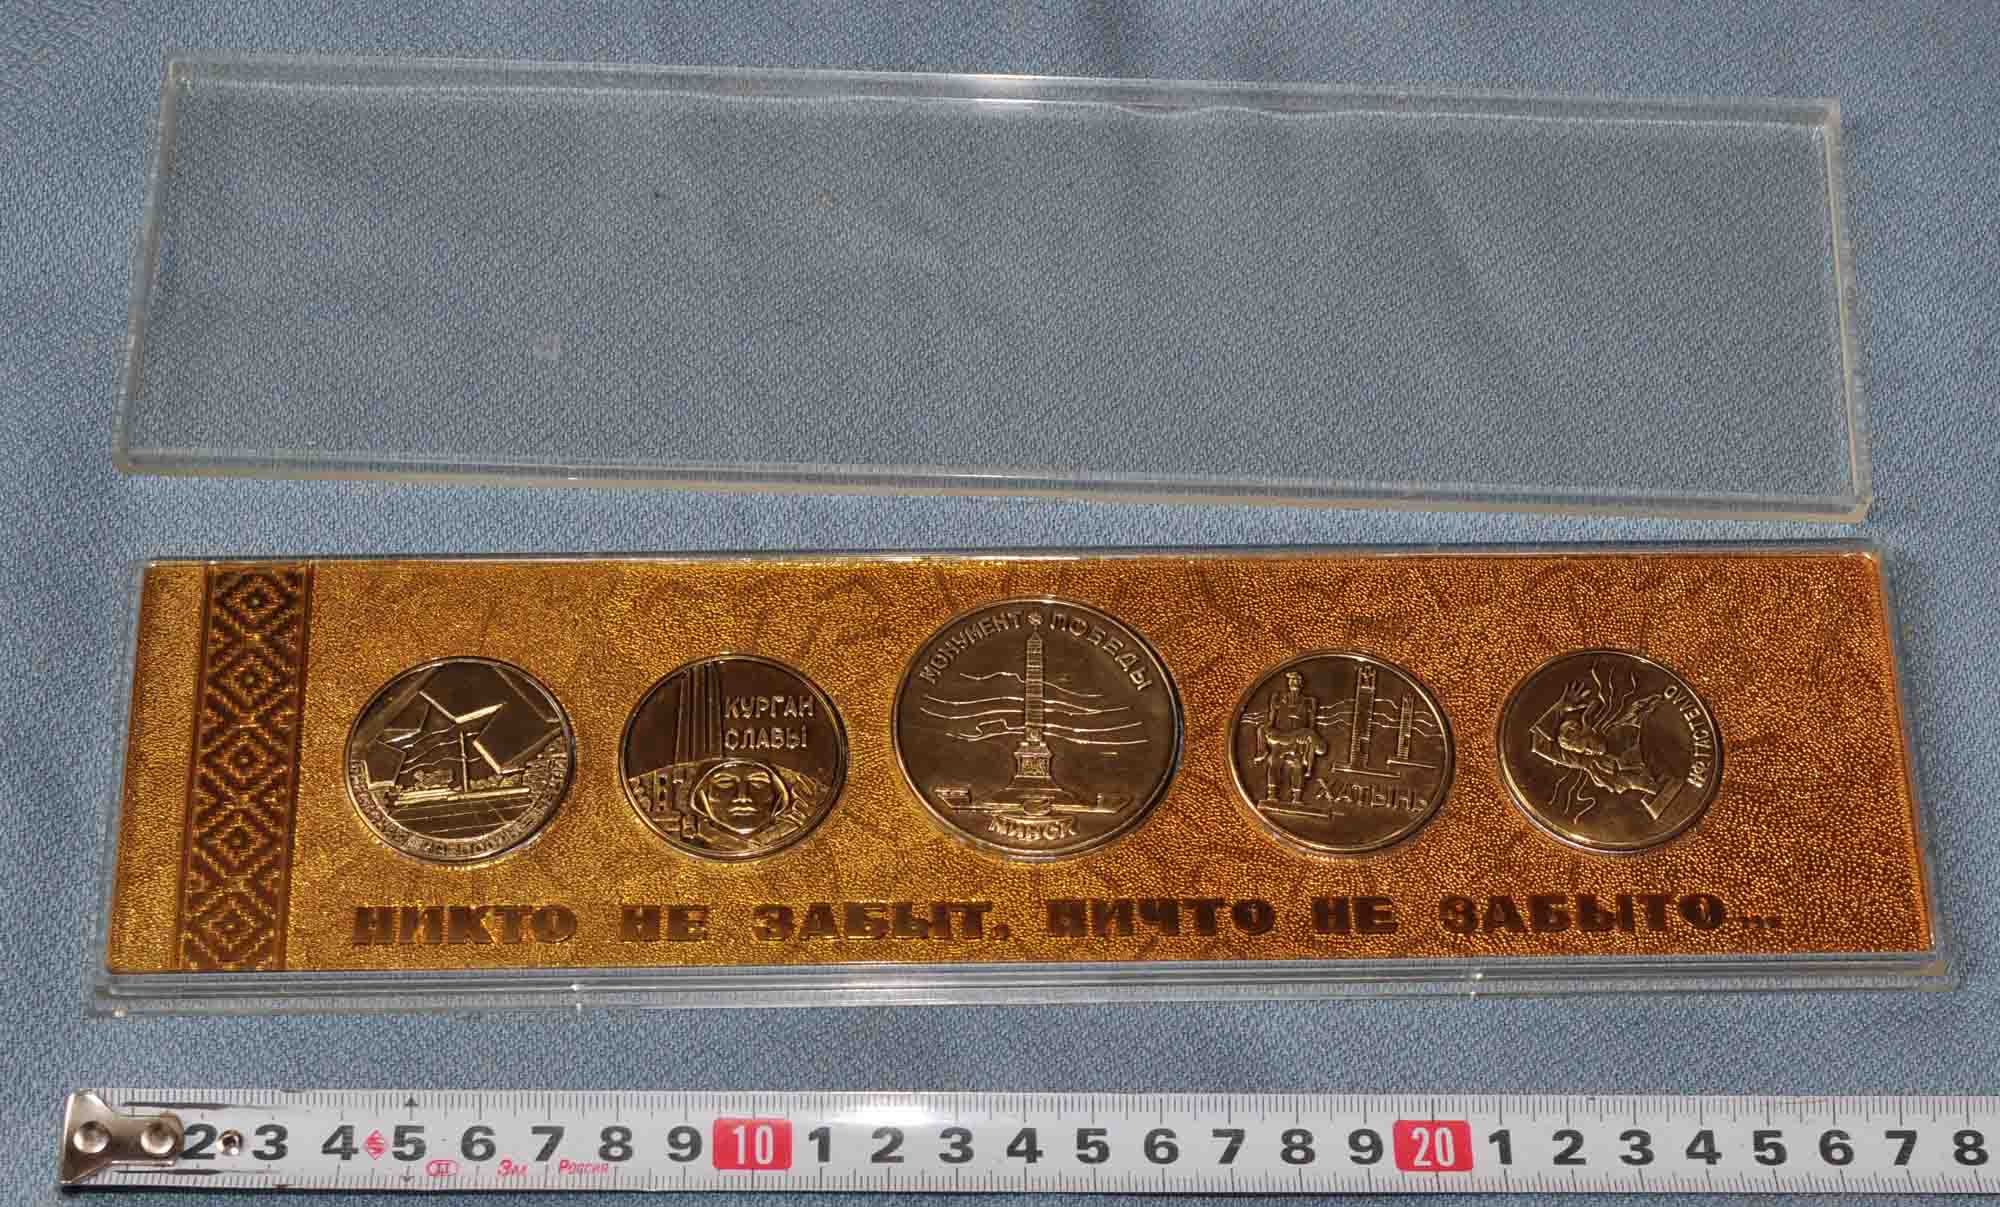 КУРГАН
СЛАВЫ
МОНУМЕНТ ПОБЕДЫ
МИНСК
ХАТЫНЬ
НИКТО НЕ ЗАБЫТ, НИЧТО НЕ ЗАБЫТО...
2 3 4 5 6 7 8 9 10 1 2 3 4 5 6 7 8 9 20 1 2 3 4 5 6 7 8
3м Россия